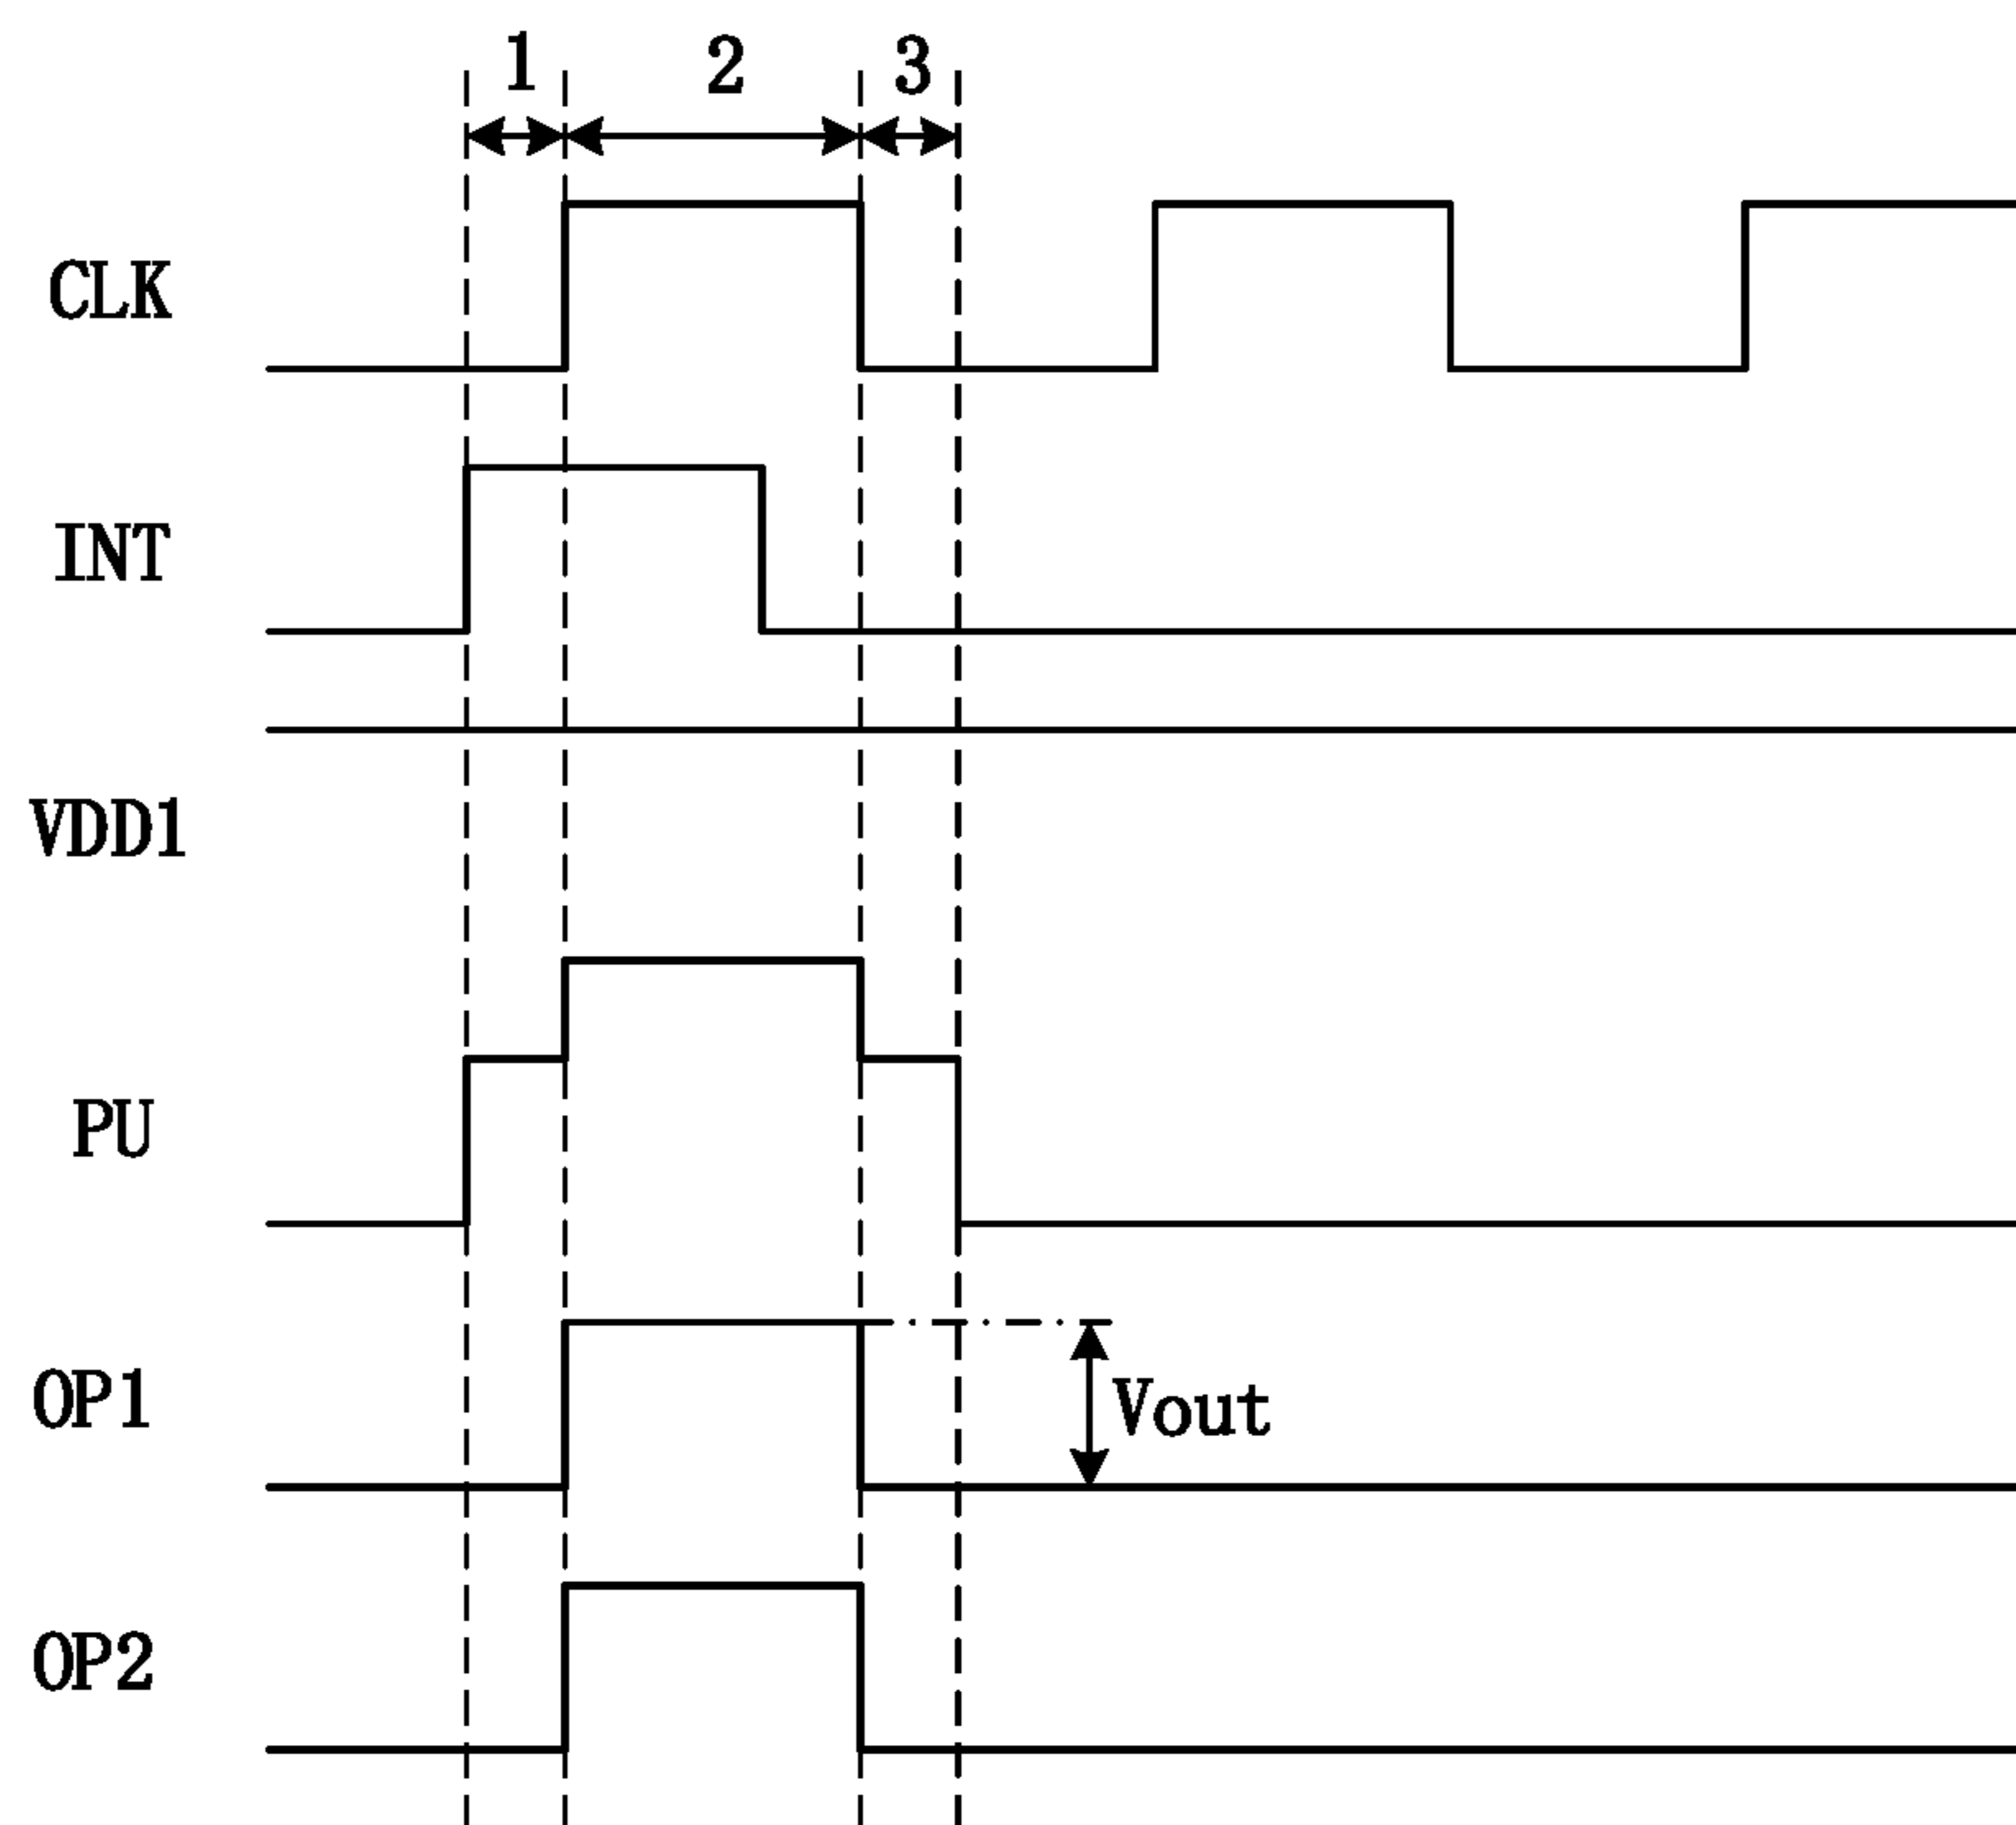 1 2 3
CLK
INT
VDD1
PU
OP1
Vout
OP2